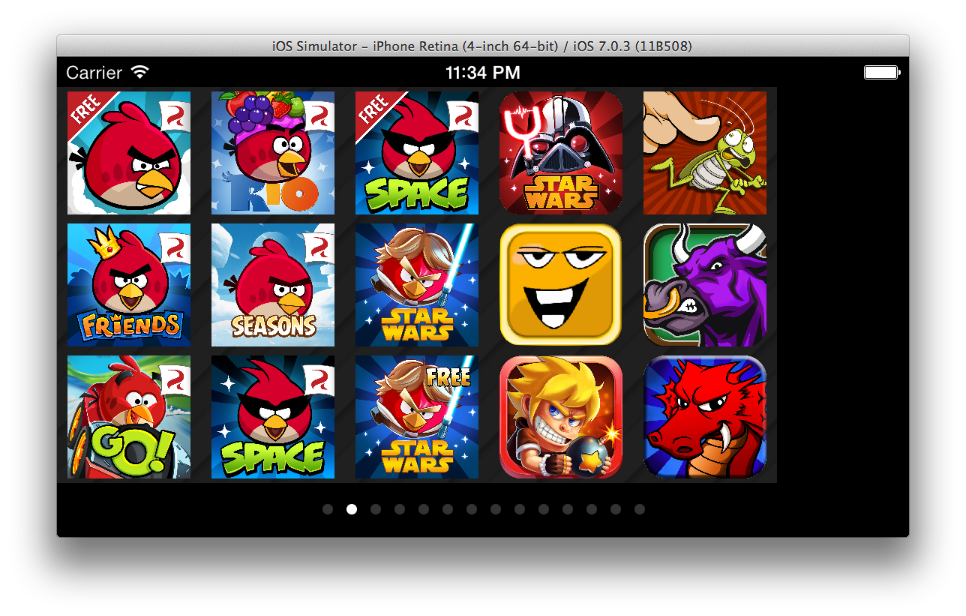 iOS Simulator – iPhone Retina (4-inch 64-bit) / iOS 7.0.3 (11B508)
Carrier 11:34 PM
FREE
RIO
FREE
SPACE
STAR
WARS
FRIENDS
SEASONS
STAR
WARS
GO!
SPACE
FREE
STAR
WARS